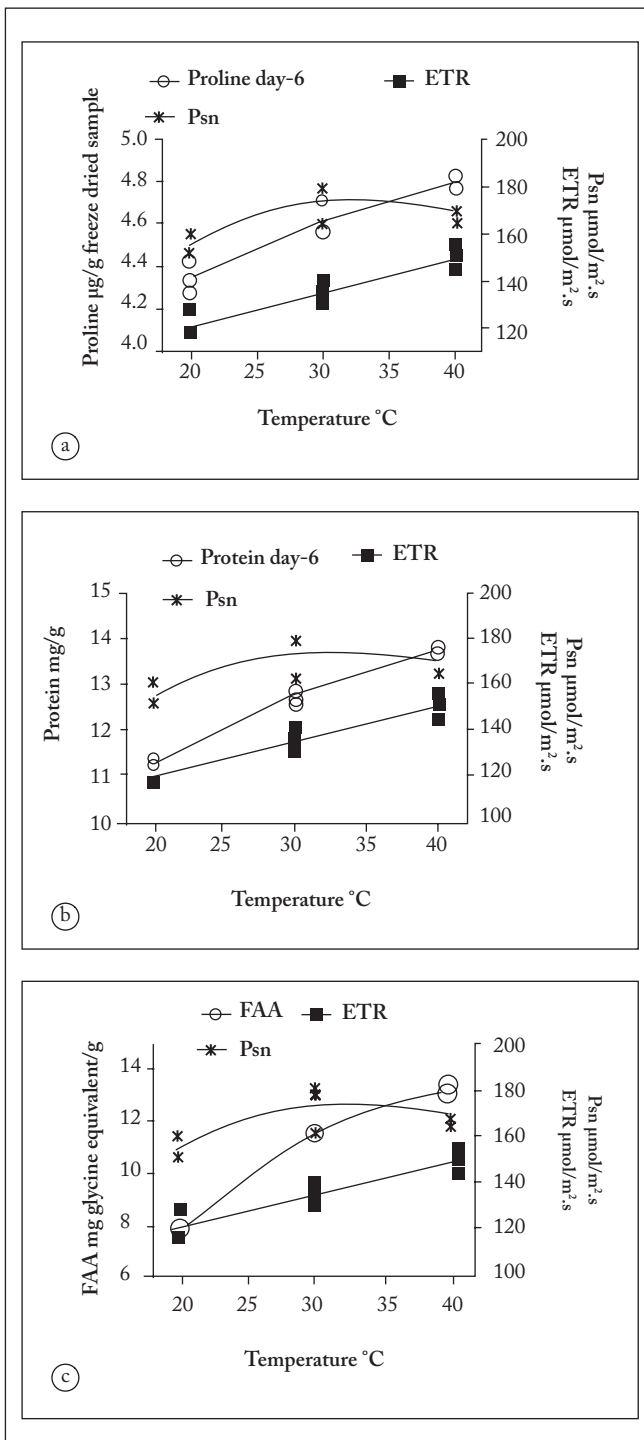 Proline day-6 ETR
Psn
Proline µg/g freeze dried sample
5.0
4.8
4.6
4.4
4.2
4.0
200
180
160
140
120
Psn µmol/m².s
ETR µmol/m².s
20 25 30 35 40
Temperature °C
a
Protein day-6 ETR
Psn
Protein mg/g
15
14
13
12
11
10
200
180
160
140
120
100
Psn µmol/m².s
ETR µmol/m².s
20 25 30 35 40
Temperature °C
b
FAA ETR
Psn
FAA mg glycine equivalent/g
14
12
10
8
6
200
180
160
140
120
100
Psn µmol/m².s
ETR µmol/m².s
20 30 40
Temperature °C
c